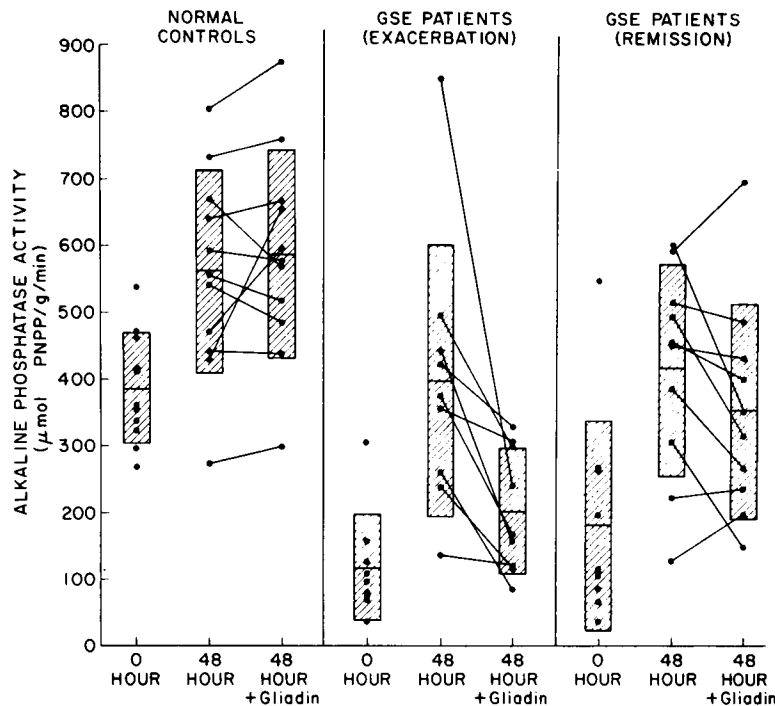 NORMAL
CONTROLS
GSE PATIENTS
(EXACERBATION)
GSE PATIENTS
(REMISSION)
ALKALINE PHOSPHATASE ACTIVITY
(μmol PNPP/g/min)
900
800
700
600
500
400
300
200
100
0
0
HOUR
48
HOUR
48
HOUR
+Gliadin
0
HOUR
48
HOUR
48
HOUR
+Gliadin
0
HOUR
48
HOUR
48
HOUR
+Gliadin